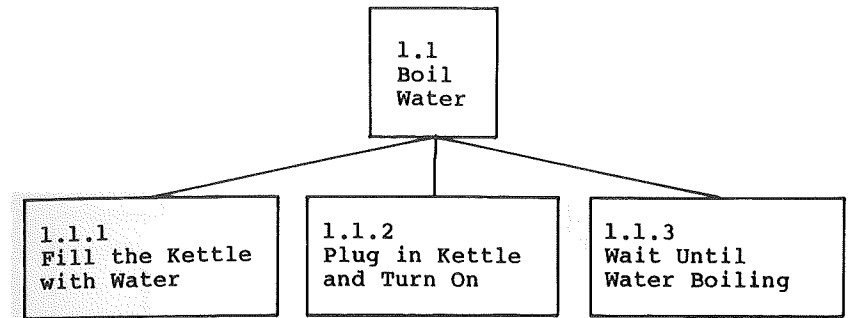 1.1
Boil
Water
1.1.1
Fill the Kettle
with Water
1.1.2
Plug in Kettle
and Turn On
1.1.3
Wait Until
Water Boiling